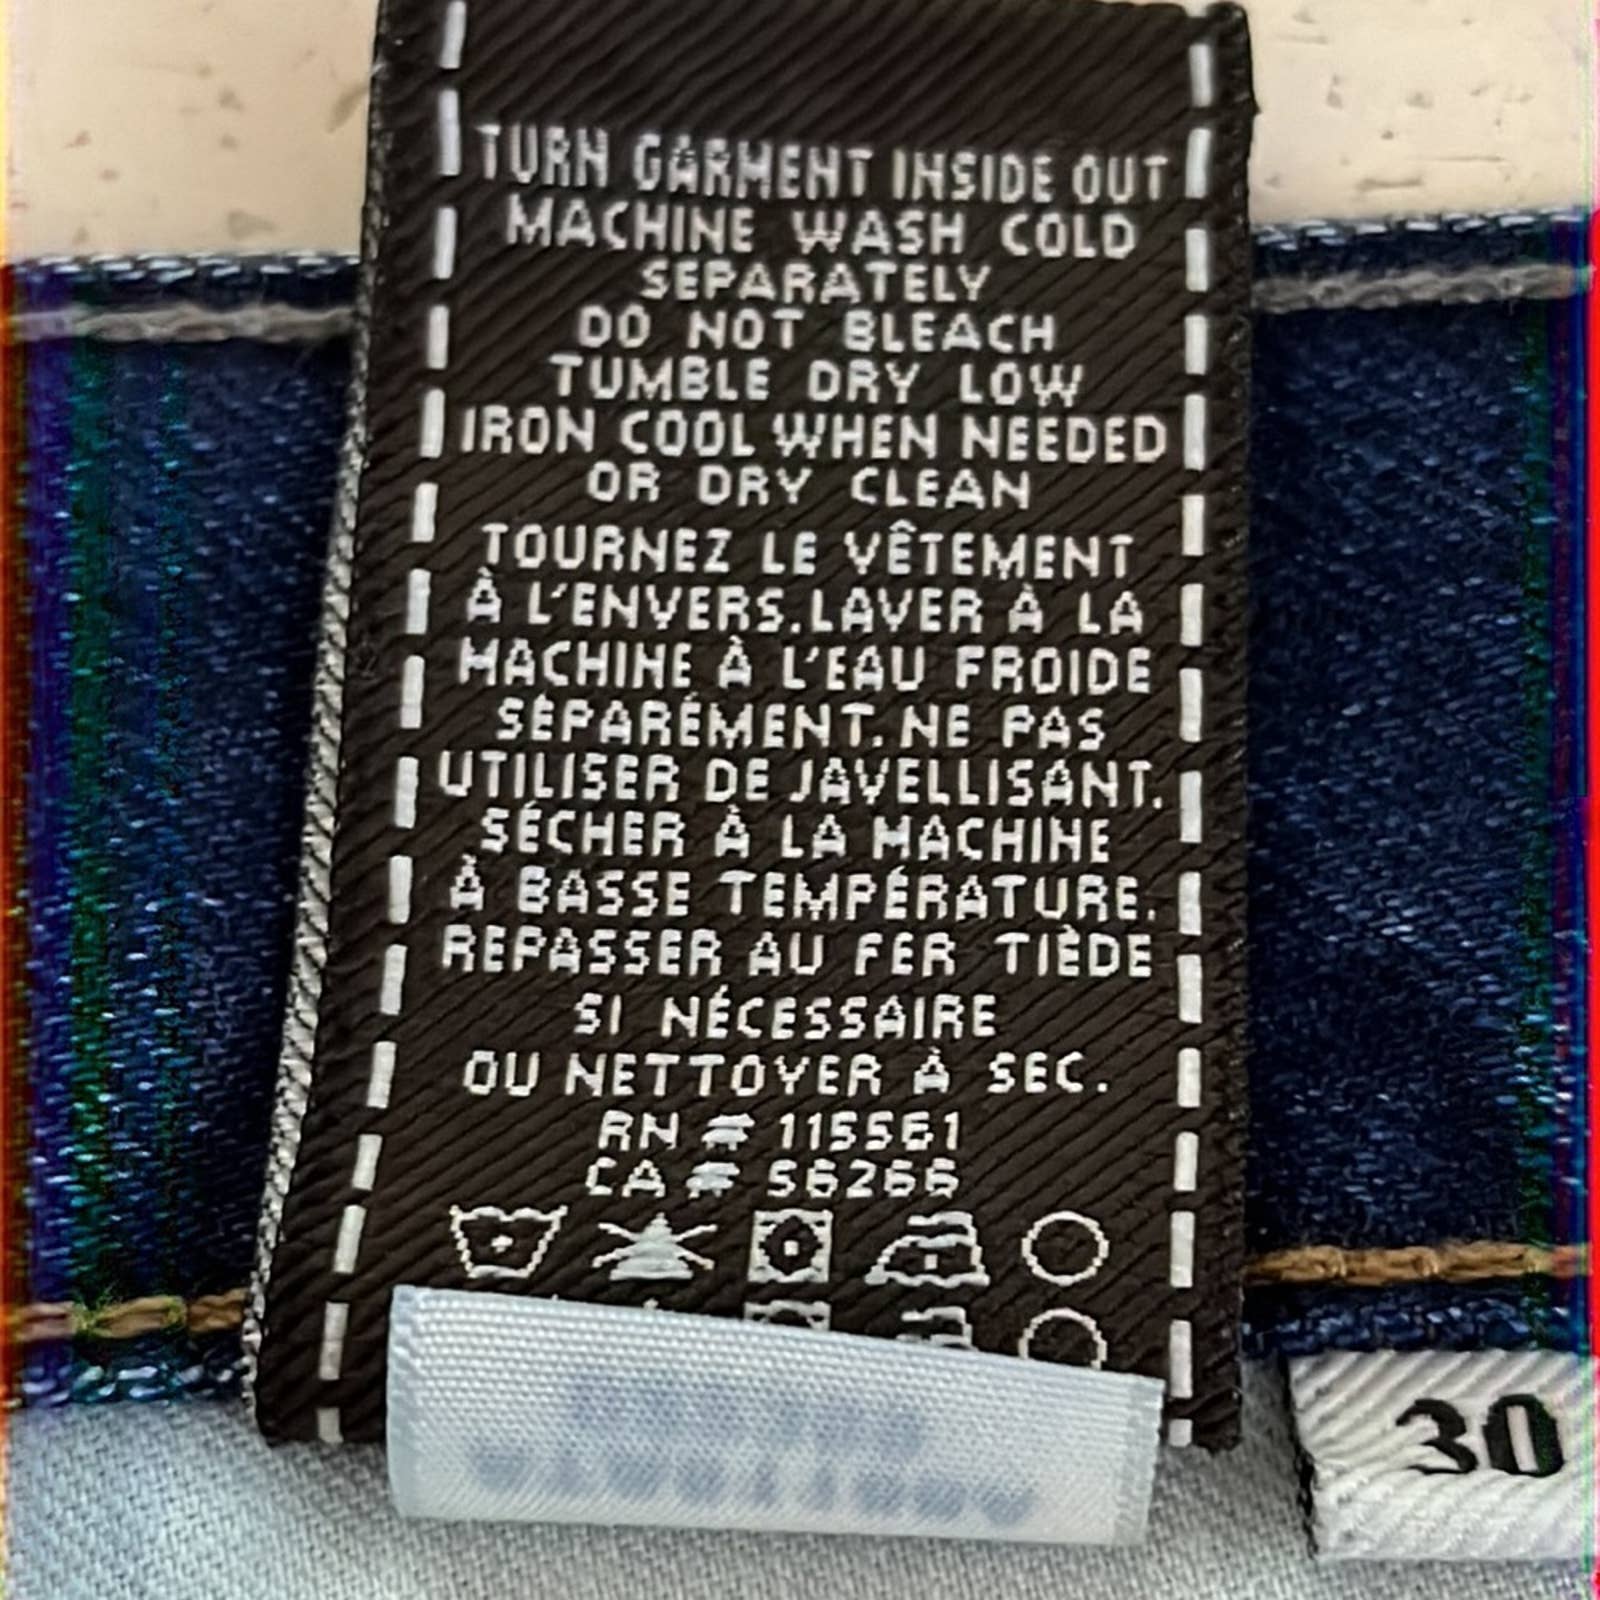 TURN GARMENT INSIDE OUT
MACHINE WASH COLD
SEPARATELY
DO NOT BLEACH
TUMBLE DRY LOW
IRON COOL WHEN NEEDED
OR DRY CLEAN
TOURNEZ LE VÊTEMENT
À L'ENVERS.LAVER À LA
MACHINE À L'EAU FROIDE
SÉPARÉMENT. NE PAS
UTILISER DE JAVELLISANT.
SÉCHER À LA MACHINE
À BASSE TEMPÉRATURE.
REPASSER AU FER TIÈDE
SI NÉCESSAIRE
OU NETTOYER À SEC.
RN # 115561
CA # 56266
30